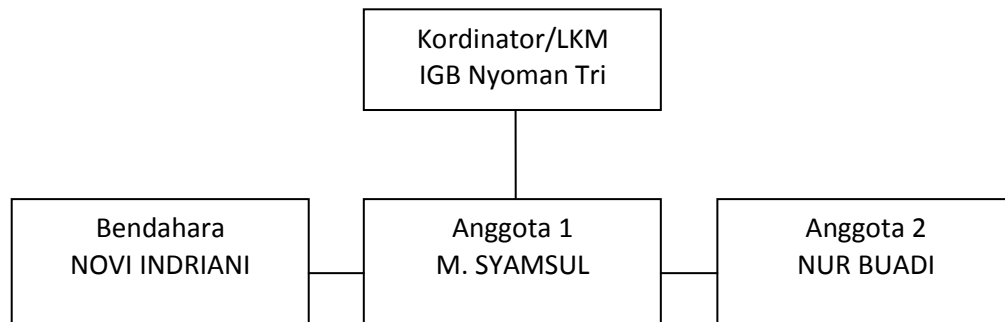 Kordinator/LKM
IGB Nyoman Tri
Bendahara
NOVI INDRIANI
Anggota 1
M. SYAMSUL
Anggota 2
NUR BUADI